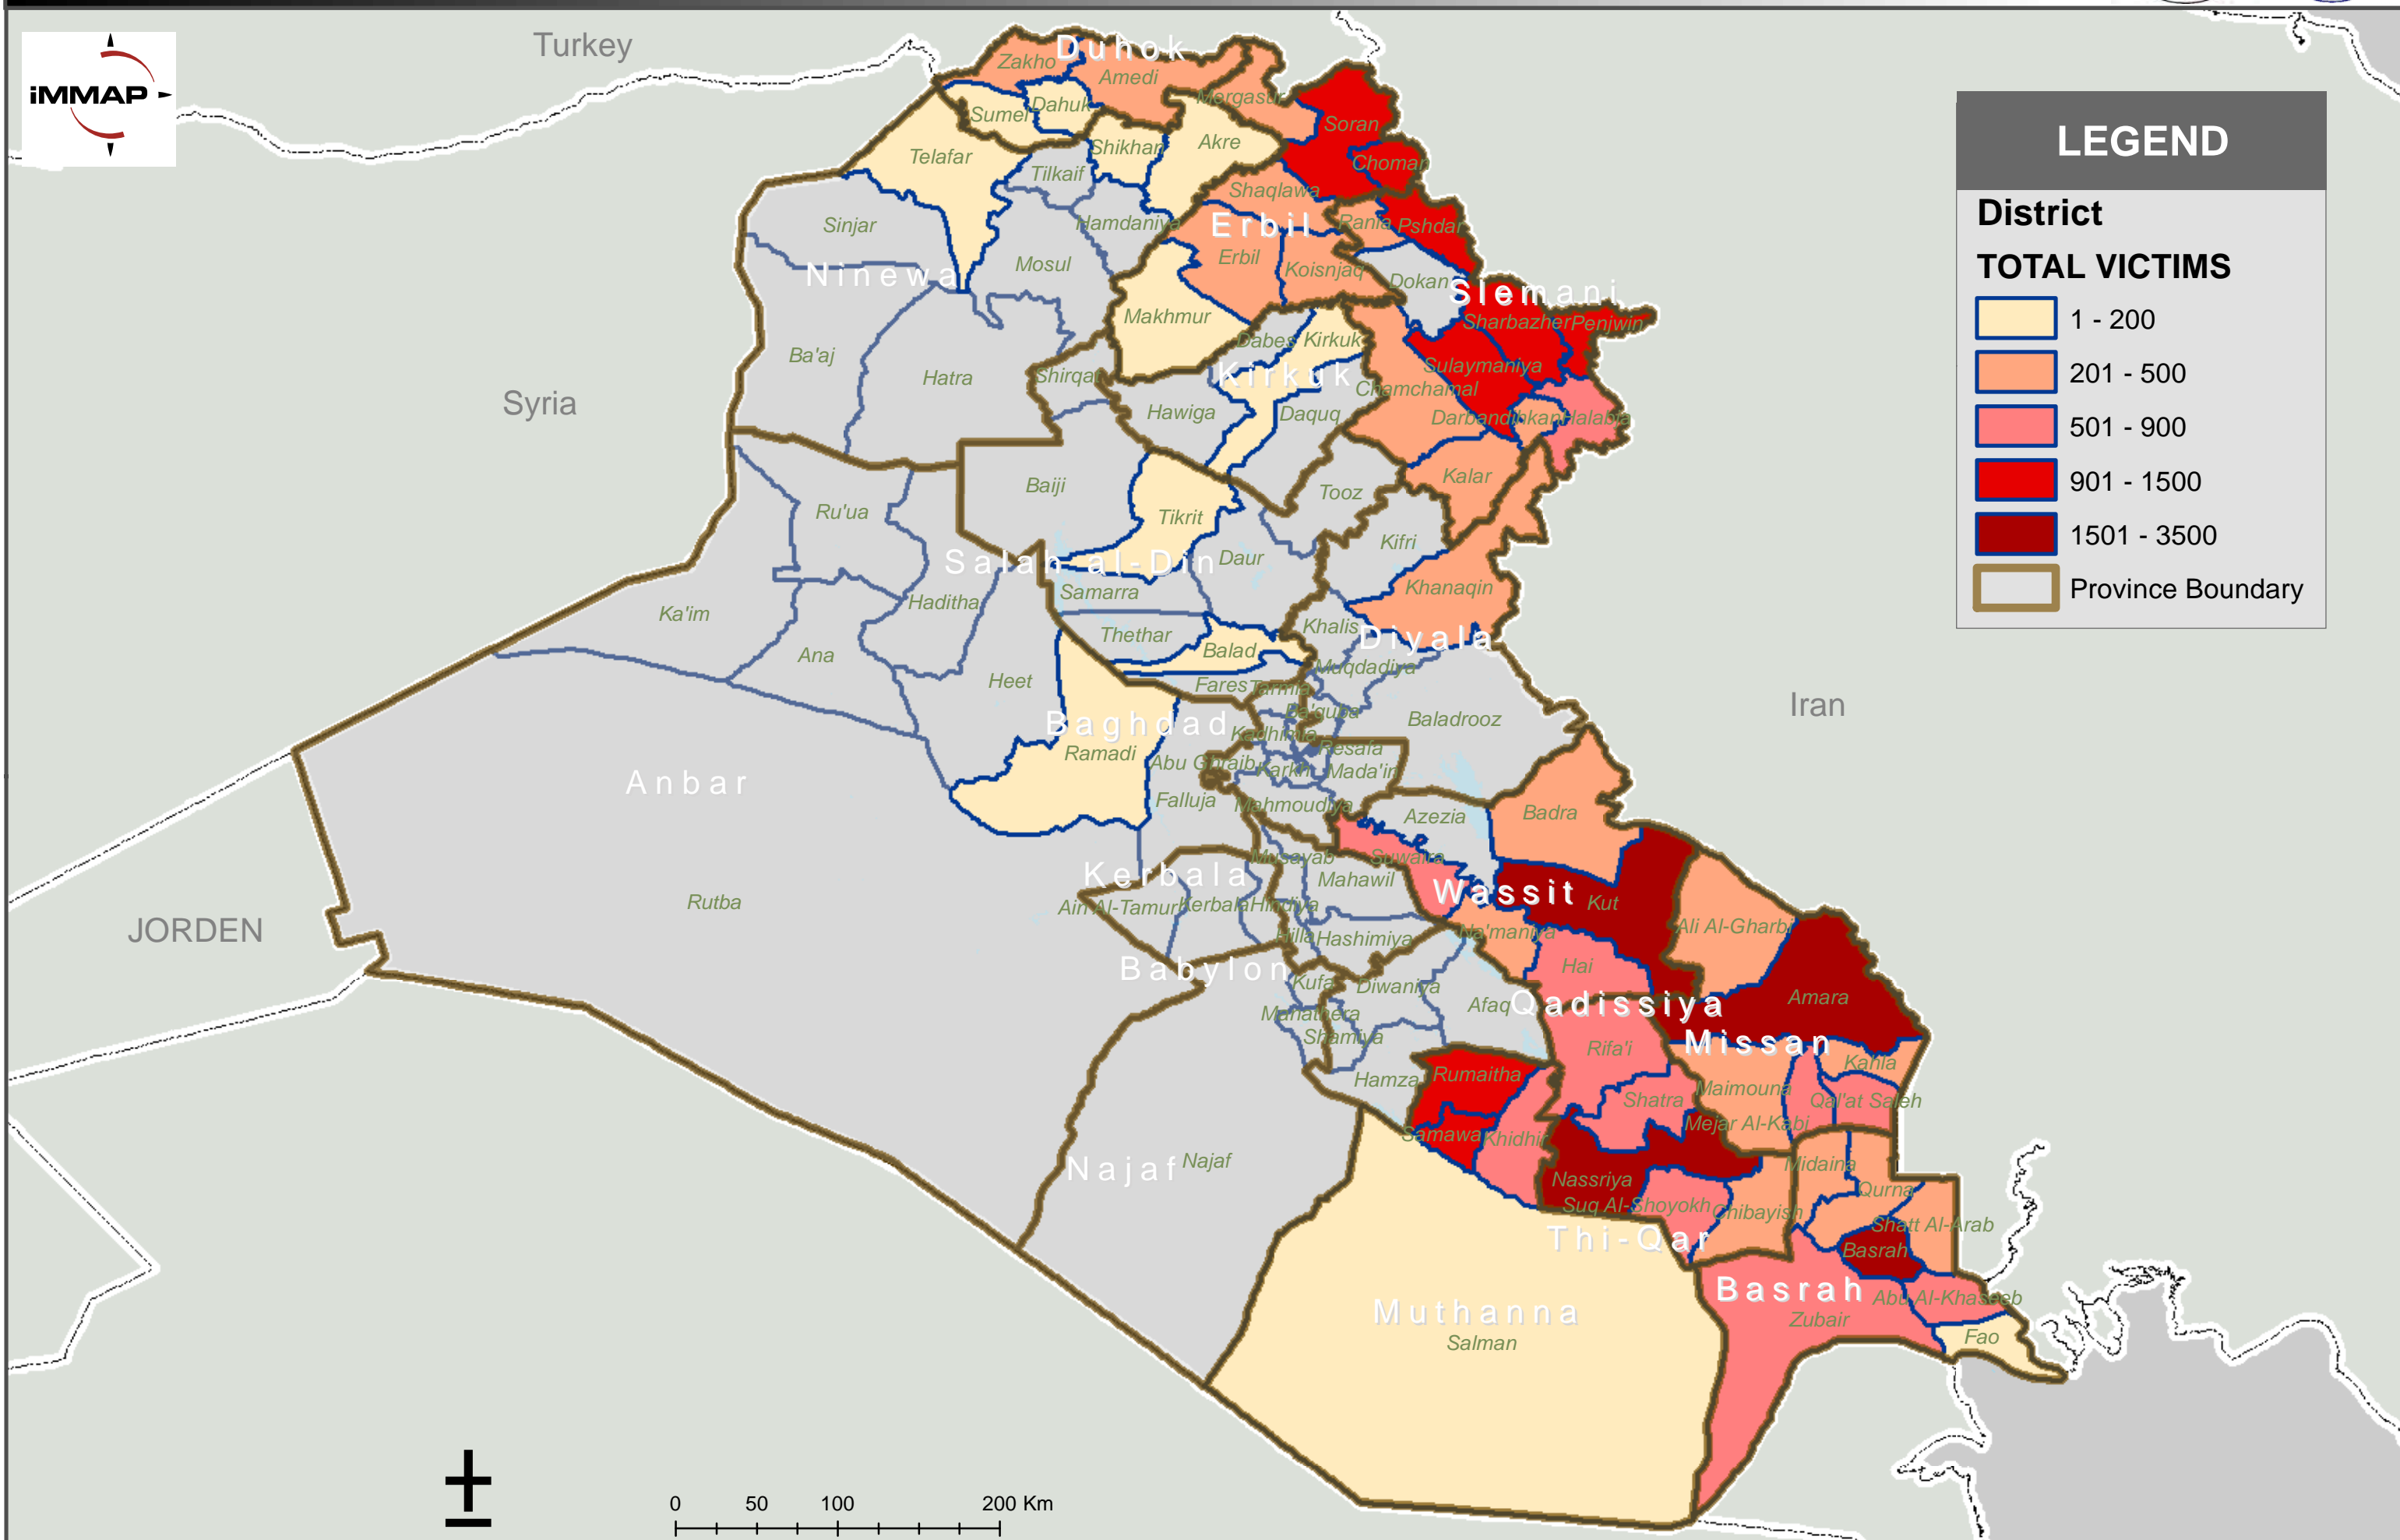 iMMAP
Turkey
Syria
JORDEN
Iran
LEGEND
District
TOTAL VICTIMS
1 - 200
201 - 500
501 - 900
901 - 1500
1501 - 3500
Province Boundary
Duhok
Zakho
Amedi
Mergasur
Sumel
Dahuk
Soran
Telafar
Shikhan
Akre
Choman
Tilkaif
Shaqlawa
Sinjar
Hamdaniya
Erbil
Rania
Pshdar
Mosul
Erbil
Koisnjaq
Ninewa
Dokan
Slemani
Makhmur
Sharbazher
Penjwin
Dabes
Kirkuk
Ba'aj
Hatra
Shirqat
Kirkuk
Sulaymaniya
Chamchamal
Hawiga
Daquq
Darbandihkan
Halabja
Baiji
Tooz
Kalar
Ru'ua
Tikrit
Kifri
Salah al-Din
Daur
Khanaqin
Samarra
Haditha
Ka'im
Thethar
Khalis
Diyala
Ana
Balad
Muqdadiya
Heet
Fares
Tarmia
Ba'quba
Baghdad
Kadhimia
Baladrooz
Ramadi
Resafa
Abu Ghraib
Karkh
Mada'in
Anbar
Falluja
Mahmoudiya
Azezia
Badra
Musayab
Suwaira
Kerbala
Mahawil
Wassit
Rutba
Ain Al-Tamur
Kerbala
Hindiya
Kut
Hilla
Hashimiya
Na'maniya
Ali Al-Gharbi
Babylon
Hai
Kufa
Diwaniya
Amara
Manathera
Afaq
Qadissiya
Shamiya
Rifa'i
Missan
Kahla
Hamza
Rumaitha
Maimouna
Shatra
Qal'at Saleh
Samawa
Khidhir
Mejar Al-Kabi
Najaf
Najaf
Nassriya
Midaina
Suq Al-Shoyokh
Chibayish
Qurna
Thi-Qar
Shatt Al-Arab
Basrah
Basrah
Abu Al-Khaseeb
Muthanna
Zubair
Salman
Fao
0 50 100 200 Km